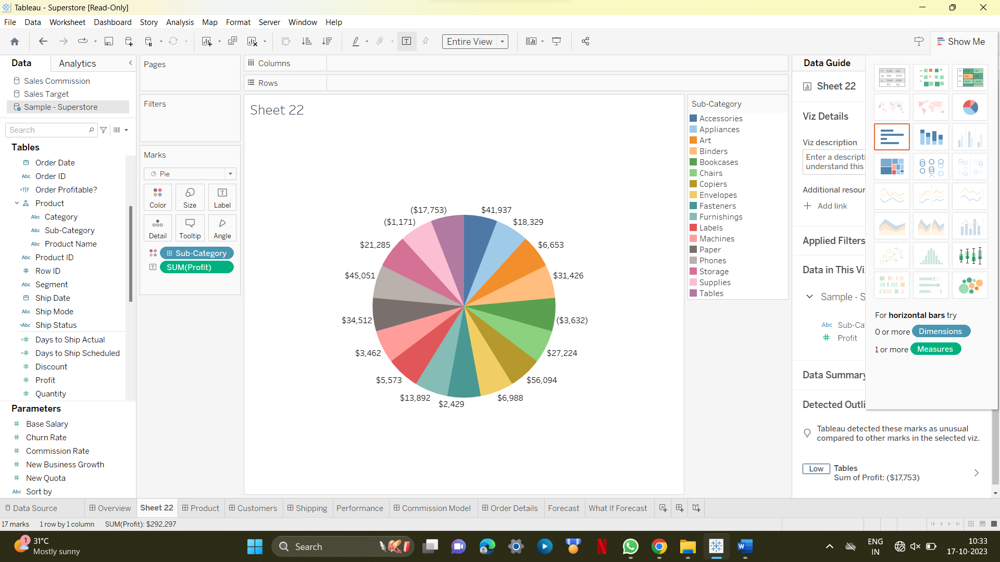 Tableau - Superstore [Read-Only]
File Data Worksheet Dashboard Story Analysis Map Format Server Window Help
Entire View
Show Me
Data
Analytics
Sales Commission
Sales Target
Sample - Superstore
Search
Tables
Order Date
Abc Order ID
=T|F Order Profitable?
Product
Abc Category
Abc Sub-Category
Abc Product Name
Abc Product ID
# Row ID
Abc Segment
Ship Date
Abc Ship Mode
=Abc Ship Status
=# Days to Ship Actual
=# Days to Ship Scheduled
# Discount
# Profit
# Quantity
Parameters
# Base Salary
# Churn Rate
# Commission Rate
# New Business Growth
# New Quota
Abc Sort by
Pages
Filters
Marks
Pie
Color
Size
Label
Detail
Tooltip
Angle
Sub-Category
SUM(Profit)
Columns
Rows
Sheet 22
($17,753)
$41,937
($1,171)
$18,329
$21,285
$6,653
$45,051
$31,426
$34,512
($3,632)
$3,462
$27,224
$5,573
$56,094
$13,892
$2,429
$6,988
Sub-Category
Accessories
Appliances
Art
Binders
Bookcases
Chairs
Copiers
Envelopes
Fasteners
Furnishings
Labels
Machines
Paper
Phones
Storage
Supplies
Tables
Data Guide
Sheet 22
Viz Details
Viz description
Enter a descripti
understand this
Additional resour
Add link
Applied Filters
Data in This Vi
Sample - S
Abc Sub-Ca
# Profit
Data Summary
Detected Outli
Tableau detected these marks as unusual
compared to other marks in the selected viz.
Low
Tables
Sum of Profit: ($17,753)
For horizontal bars try
0 or more Dimensions
1 or more Measures
Data Source
Overview
Sheet 22
Product
Customers
Shipping
Performance
Commission Model
Order Details
Forecast
What If Forecast
17 marks 1 row by 1 column SUM(Profit): $292,297
1
31°C
Mostly sunny
Search
ENG
IN
10:33
17-10-2023